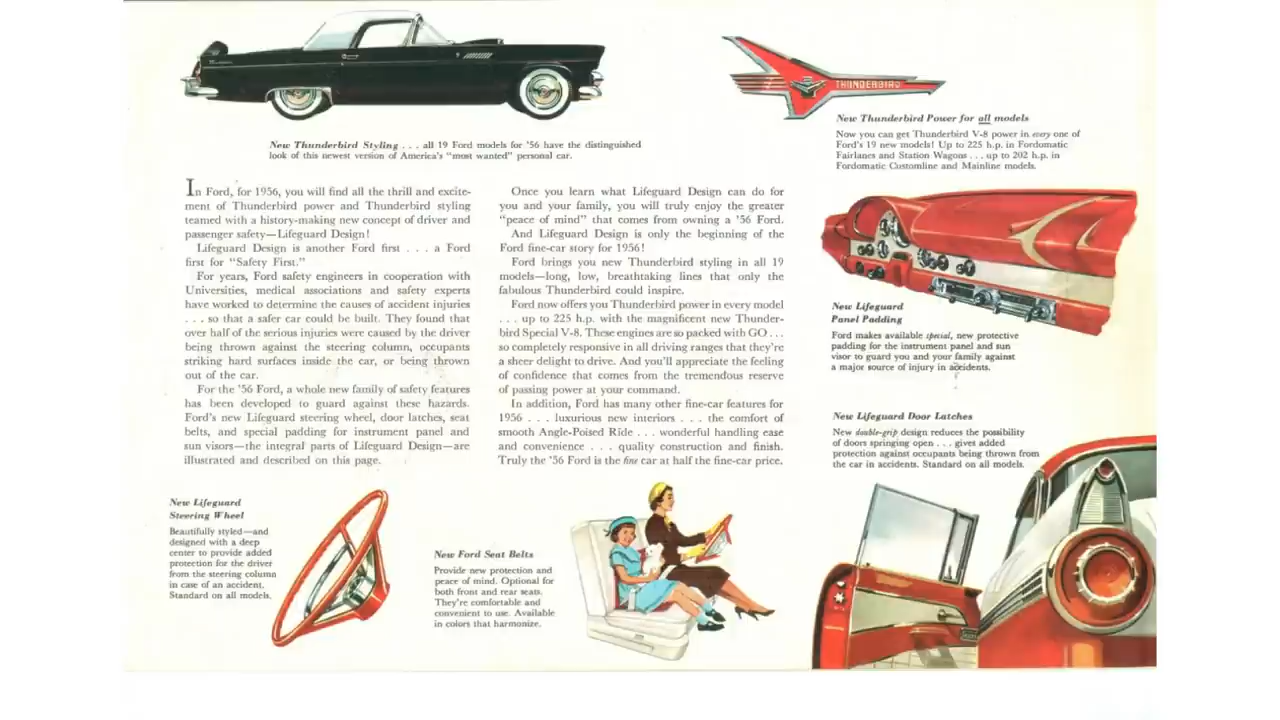 New Thunderbird Styling . . . all 19 Ford models for '56 have the distinguished
look of this newest version of America's "most wanted" personal car.
THUNDERBIRD
New Thunderbird Power for all models
Now you can get Thunderbird V-8 power in every one of
Ford's 19 new models! Up to 225 h.p. in Fordomatic
Fairlanes and Station Wagons . . . up to 202 h.p. in
Fordomatic Customline and Mainline models.
In Ford, for 1956, you will find all the thrill and excite-
ment of Thunderbird power and Thunderbird styling
teamed with a history-making new concept of driver and
passenger safety—Lifeguard Design!
Lifeguard Design is another Ford first . . . a Ford
first for "Safety First."
For years, Ford safety engineers in cooperation with
Universities, medical associations and safety experts
have worked to determine the causes of accident injuries
. . . so that a safer car could be built. They found that
over half of the serious injuries were caused by the driver
being thrown against the steering column, occupants
striking hard surfaces inside the car, or being thrown
out of the car.
For the '56 Ford, a whole new family of safety features
has been developed to guard against these hazards.
Ford's new Lifeguard steering wheel, door latches, seat
belts, and special padding for instrument panel and
sun visors—the integral parts of Lifeguard Design—are
illustrated and described on this page.
Once you learn what Lifeguard Design can do for
you and your family, you will truly enjoy the greater
"peace of mind" that comes from owning a '56 Ford.
And Lifeguard Design is only the beginning of the
Ford fine-car story for 1956!
Ford brings you new Thunderbird styling in all 19
models—long, low, breathtaking lines that only the
fabulous Thunderbird could inspire.
Ford now offers you Thunderbird power in every model
. . . up to 225 h.p. with the magnificent new Thunder-
bird Special V-8. These engines are so packed with GO . . .
so completely responsive in all driving ranges that they're
a sheer delight to drive. And you'll appreciate the feeling
of confidence that comes from the tremendous reserve
of passing power at your command.
In addition, Ford has many other fine-car features for
1956 . . . luxurious new interiors . . . the comfort of
smooth Angle-Poised Ride . . . wonderful handling ease
and convenience . . . quality construction and finish.
Truly the '56 Ford is the fine car at half the fine-car price.
New Lifeguard
Panel Padding
Ford makes available special, new protective
padding for the instrument panel and sun
visor to guard you and your family against
a major source of injury in accidents.
New Lifeguard Door Latches
New double-grip design reduces the possibility
of doors springing open . . . gives added
protection against occupants being thrown from
the car in accidents. Standard on all models.
New Lifeguard
Steering Wheel
Beautifully styled—and
designed with a deep
center to provide added
protection for the driver
from the steering column
in case of an accident.
Standard on all models.
New Ford Seat Belts
Provide new protection and
peace of mind. Optional for
both front and rear seats.
They're comfortable and
convenient to use. Available
in colors that harmonize.